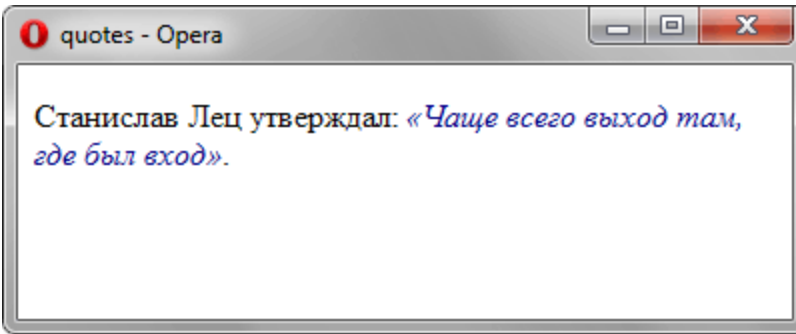 quotes - Opera
Станислав Лец утверждал: «Чаще всего выход там,
где был вход».